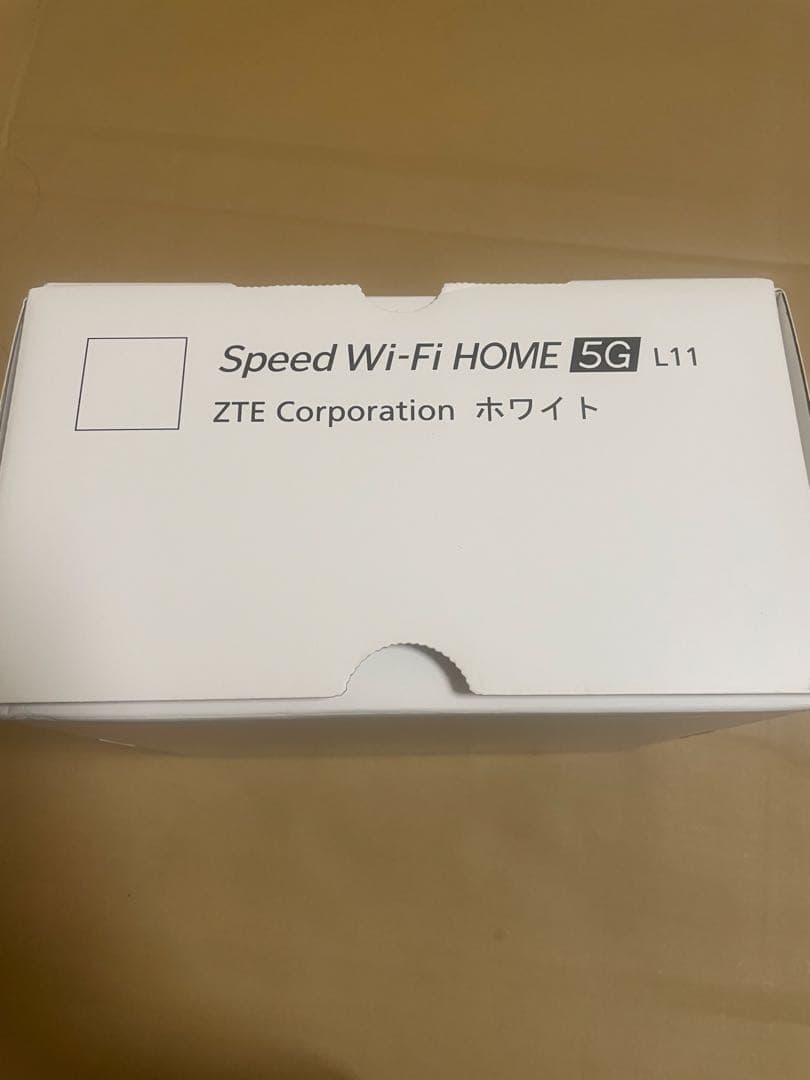 Speed Wi-Fi HOME 5G L11
ZTE Corporation ホワイト